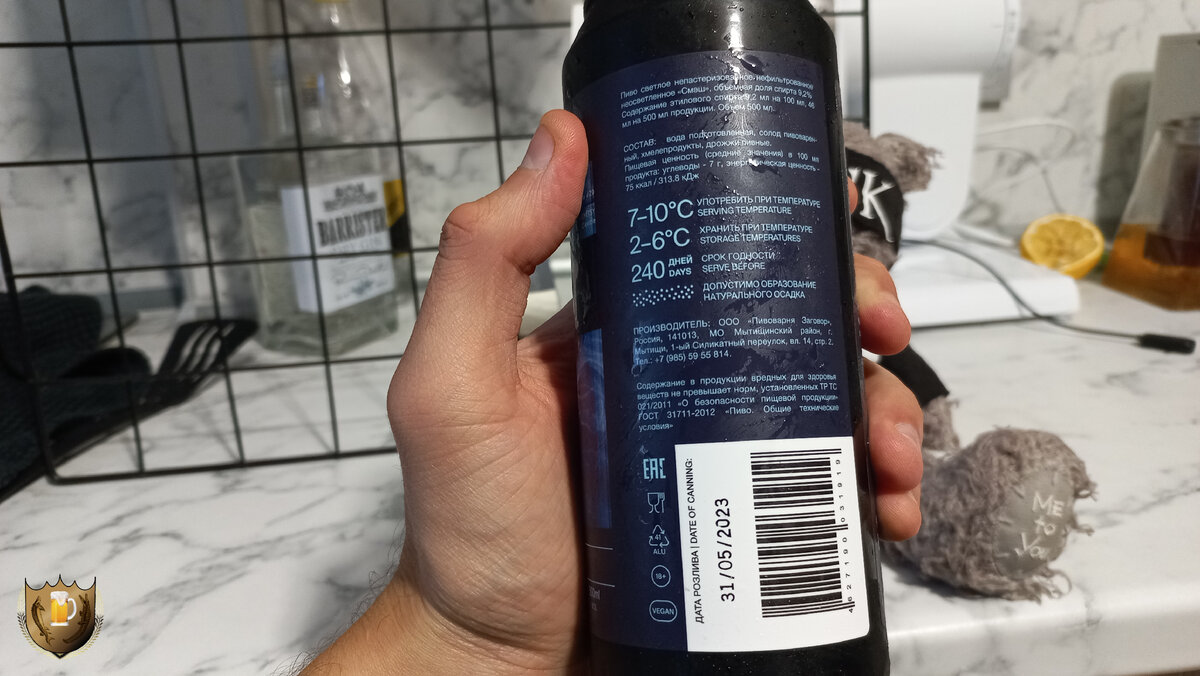 Пиво светлое непастеризованное нефильтрованное
неосветленное «Смэш», объемная доля спирта 9,2%
Содержание этилового спирта 9,2 мл на 100 мл, 46
мл на 500 мл продукции. Объем 500 мл.
СОСТАВ: вода подготовленная, солод пивоварен-
ный, хмелепродукты, дрожжи пивные.
Пищевая ценность (средние значения) в 100 мл
продукта: углеводы - 7 г, энергетическая ценность -
75 ккал / 313.8 кДж
7–10°C УПОТРЕБИТЬ ПРИ ТЕМПЕРАТУРЕ
SERVING TEMPERATURE
2–6°C ХРАНИТЬ ПРИ ТЕМПЕРАТУРЕ
STORAGE TEMPERATURES
240 ДНЕЙ DAYS СРОК ГОДНОСТИ
SERVE BEFORE
ДОПУСТИМО ОБРАЗОВАНИЕ
НАТУРАЛЬНОГО ОСАДКА
ПРОИЗВОДИТЕЛЬ: ООО «Пивоварня Заговор»,
Россия, 141013, МО Мытищинский район, г.
Мытищи, 1-ый Силикатный переулок, вл. 14, стр. 2.
Тел.: +7 (985) 59 55 814.
Содержание в продукции вредных для здоровья
веществ не превышает норм, установленных ТР ТС
021/2011 «О безопасности пищевой продукции»
ГОСТ 31711-2012 «Пиво. Общие технические
условия»
EAC
41
ALU
18+
VEGAN
ДАТА РОЗЛИВА | DATE OF CANNING:
31/05/2023
4627190031919
BARRISTER
ME
to
You